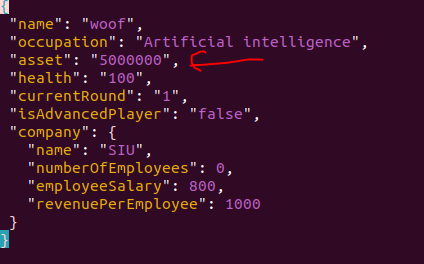 {
"name": "woof",
"occupation": "Artificial intelligence",
"asset": "5000000",
"health": "100",
"currentRound": "1",
"isAdvancedPlayer": "false",
"company": {
"name": "SIU",
"numberOfEmployees": 0,
"employeeSalary": 800,
"revenuePerEmployee": 1000
}
}